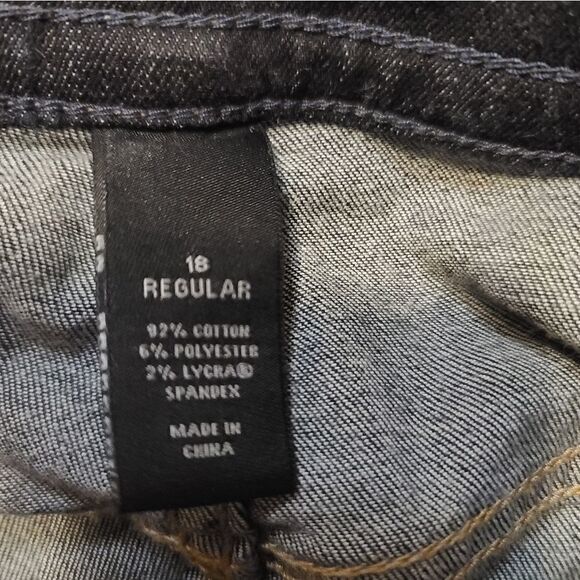 18
REGULAR
92% COTTON
6% POLYESTER
2% LYCRA®
SPANDEX
MADE IN
CHINA